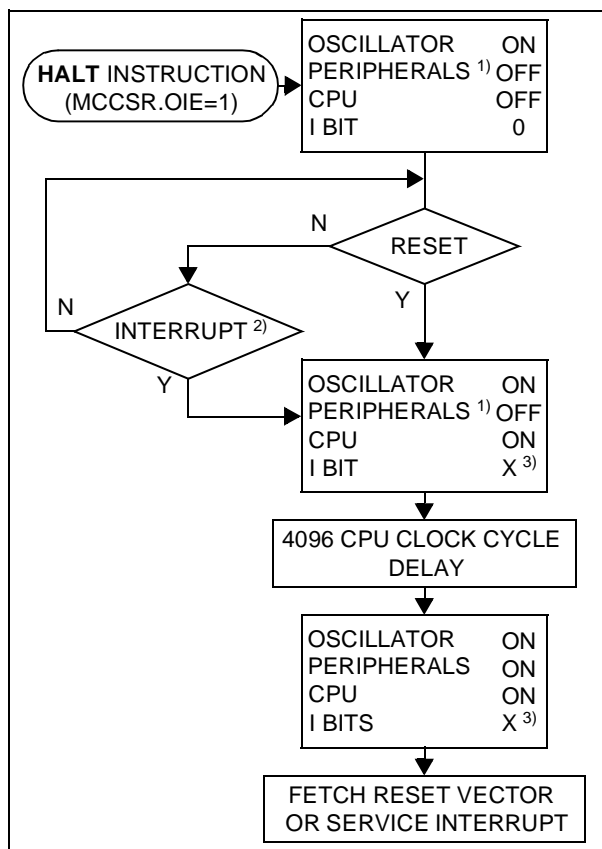 HALT INSTRUCTION
(MCCSR.OIE=1)
OSCILLATOR ON
PERIPHERALS 1) OFF
CPU OFF
I BIT 0
N
RESET
Y
N
INTERRUPT 2)
Y
OSCILLATOR ON
PERIPHERALS 1) OFF
CPU ON
I BIT X 3)
4096 CPU CLOCK CYCLE
DELAY
OSCILLATOR ON
PERIPHERALS ON
CPU ON
I BITS X 3)
FETCH RESET VECTOR
OR SERVICE INTERRUPT